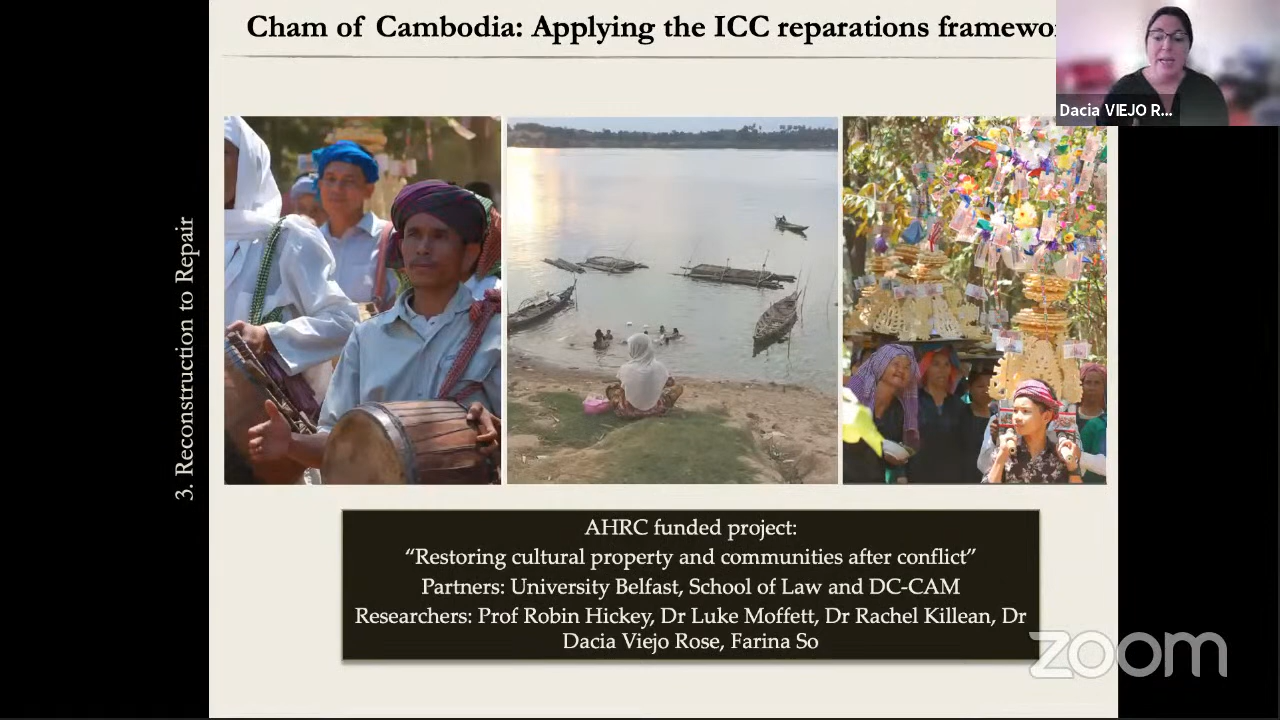 Cham of Cambodia: Applying the ICC reparations framewo
Dacia VIEJO R...
3. Reconstruction to Repair
AHRC funded project:
“Restoring cultural property and communities after conflict”
Partners: University Belfast, School of Law and DC-CAM
Researchers: Prof Robin Hickey, Dr Luke Moffett, Dr Rachel Killean, Dr
Dacia Viejo Rose, Farina So
zoom